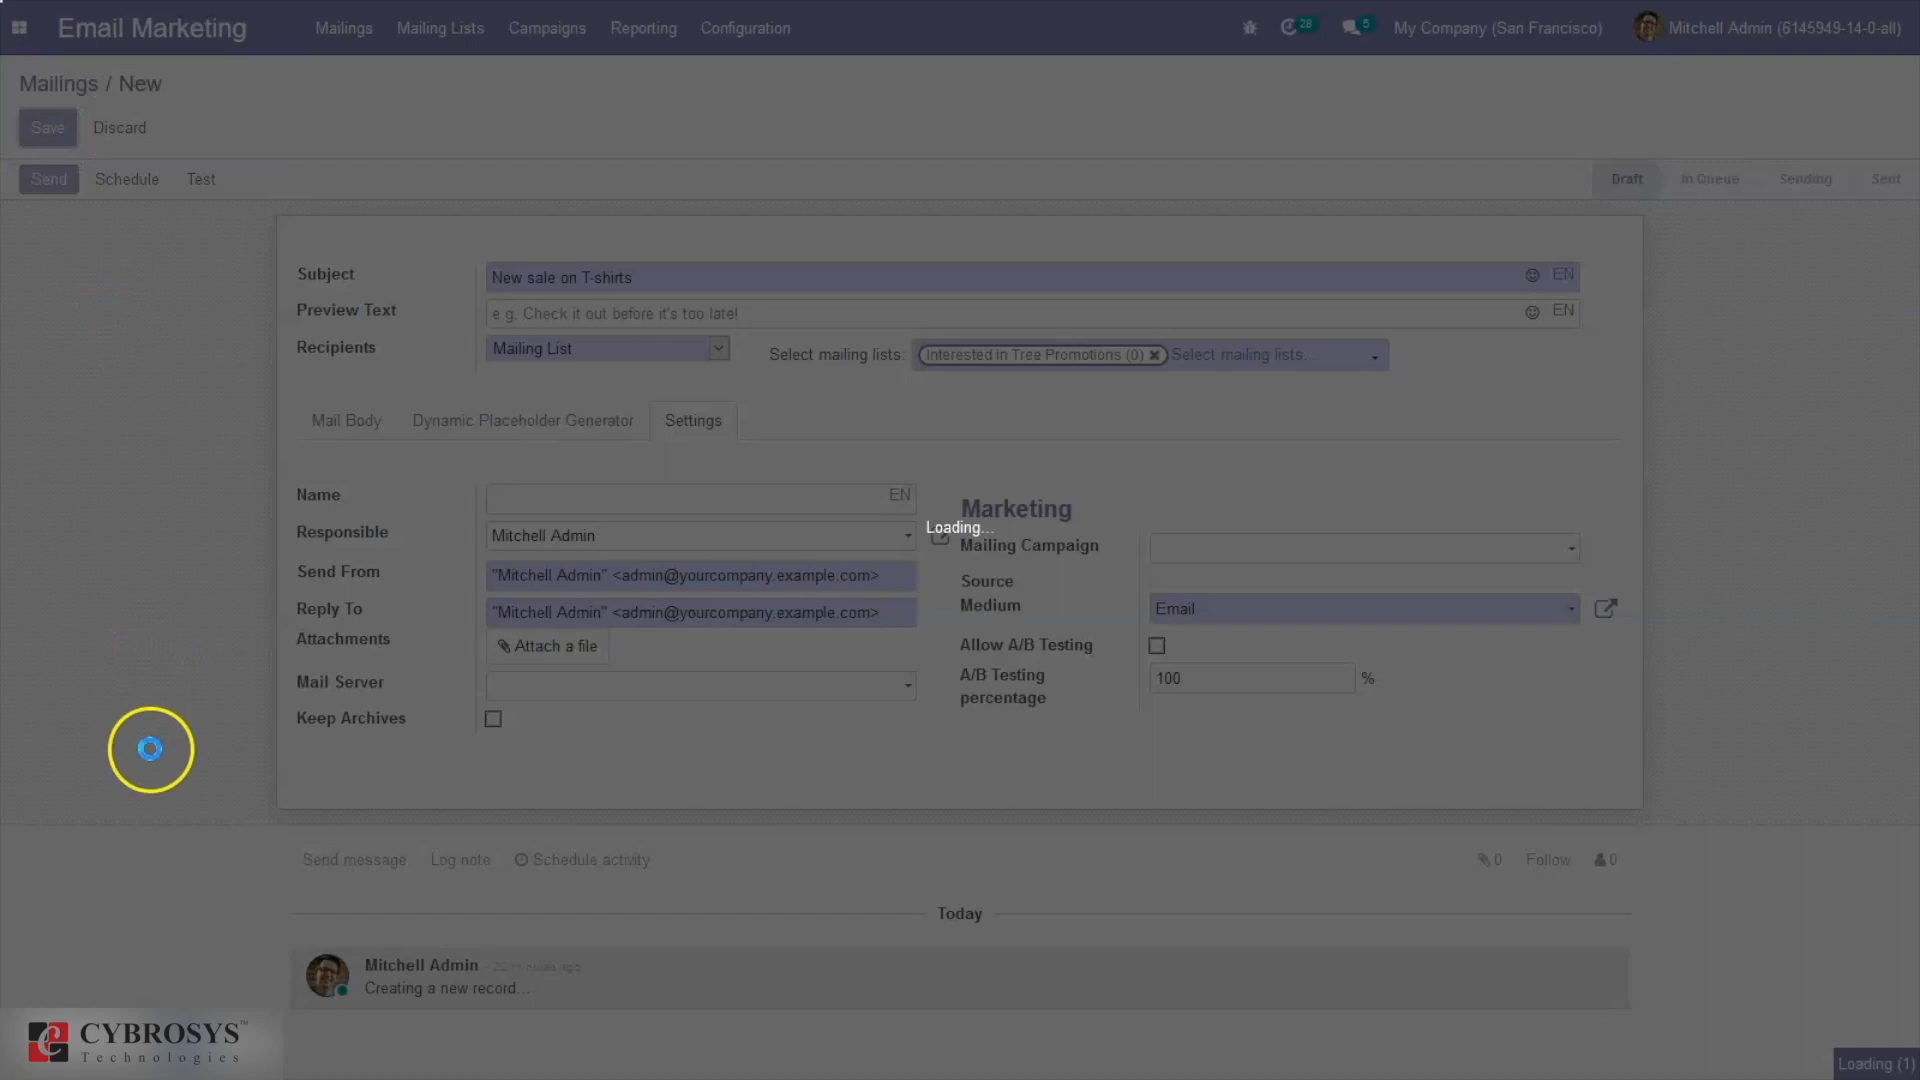 Email Marketing
Mailings
Mailing Lists
Campaigns
Reporting
Configuration
28
5
My Company (San Francisco)
Mitchell Admin (6145949-14-0-all)
Mailings / New
Save
Discard
Send
Schedule
Test
Draft
In Queue
Sending
Sent
Subject
New sale on T-shirts
EN
Preview Text
e.g. Check it out before it's too late!
EN
Recipients
Mailing List
Select mailing lists:
Interested in Tree Promotions (0)
Select mailing lists.
Mail Body
Dynamic Placeholder Generator
Settings
Name
EN
Responsible
Mitchell Admin
Send From
"Mitchell Admin" <admin@yourcompany.example.com>
Reply To
"Mitchell Admin" <admin@yourcompany.example.com>
Attachments
Attach a file
Mail Server
Keep Archives
Marketing
Loading...
Mailing Campaign
Source
Medium
Email
Allow A/B Testing
A/B Testing
percentage
100
%
Send message
Log note
Schedule activity
0
Follow
0
Today
Mitchell Admin
- 22 minutes ago
Creating a new record...
CYBROSYS™
Technologies
Loading (1)